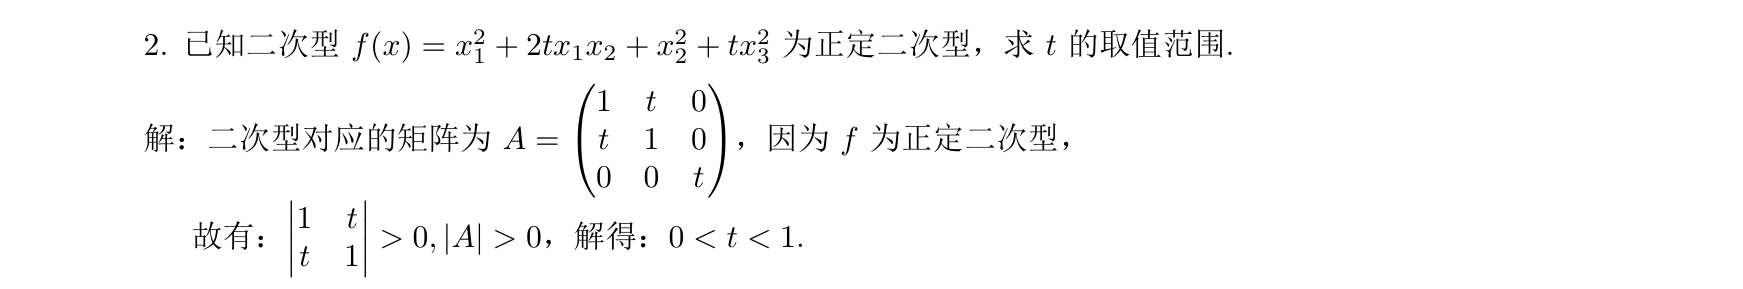 2. 已知二次型 $f(x) = x_1^2 + 2tx_1x_2 + x_2^2 + tx_3^2$ 为正定二次型，求 $t$ 的取值范围.
解：二次型对应的矩阵为 $A = \begin{pmatrix} 1 & t & 0 \\ t & 1 & 0 \\ 0 & 0 & t \end{pmatrix}$，因为 $f$ 为正定二次型，
故有：$\begin{vmatrix} 1 & t \\ t & 1 \end{vmatrix} > 0, |A| > 0$，解得：$0 < t < 1$.